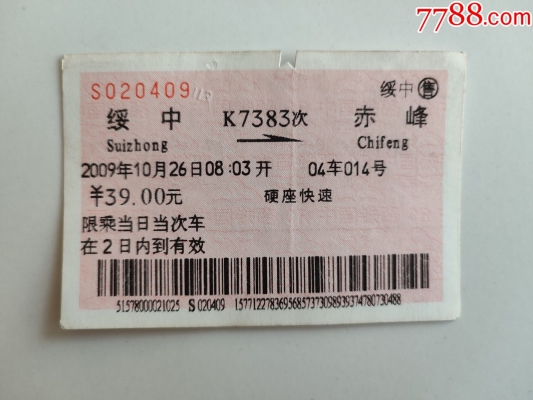 7788.com
S020409
绥中㊎售
绥中 K7383次 赤峰
Suizhong Chifeng
2009年10月26日08:03开 04车014号
¥39.00元 硬座快速
限乘当日当次车
在2日内到有效
51578000021025 S020409 15771227836956857373098939374780730488